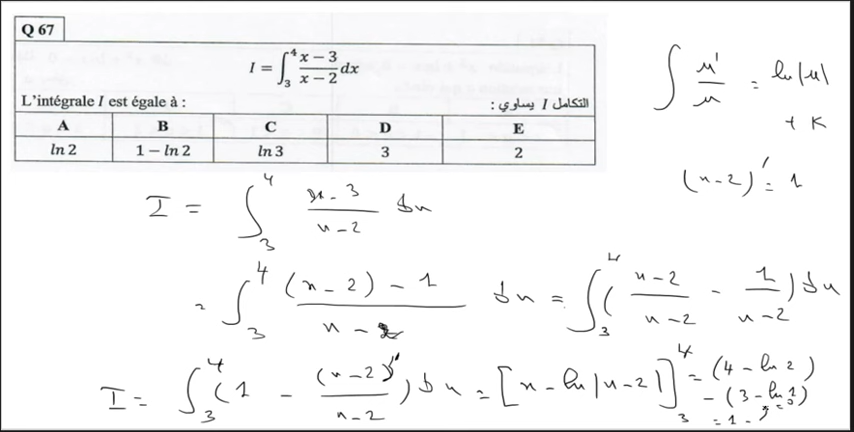 Q 67
I = ∫₃⁴ (x − 3)/(x − 2) dx
L'intégrale I est égale à : التكامل I يساوي :
A B C D E
ln 2 1 − ln 2 ln 3 3 2
∫ u'/u = ln|u|
+ K
(x-2)' = 1
I = ∫₃⁴ (x-3)/(x-2) dx
= ∫₃⁴ ((x-2)-1)/(x-2) dx = ∫₃⁴ ((x-2)/(x-2) - 1/(x-2)) dx
I = ∫₃⁴ (1 - (x-2)'/(x-2)) dx = [x - ln|x-2|]₃⁴ = (4 - ln 2)
- (3 - ln 1)
= 1 -